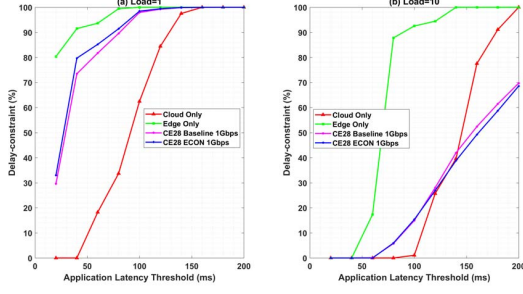 (a) Load=1
100
90
80
70
60
50
40
30
20
10
0
0
50
100
150
200
Delay-constraint (%)
Application Latency Threshold (ms)
Cloud Only
Edge Only
CE28 Baseline 1Gbps
CE28 ECON 1Gbps
(b) Load=10
100
90
80
70
60
50
40
30
20
10
0
0
50
100
150
200
Delay-constraint (%)
Application Latency Threshold (ms)
Cloud Only
Edge Only
CE28 Baseline 1Gbps
CE28 ECON 1Gbps